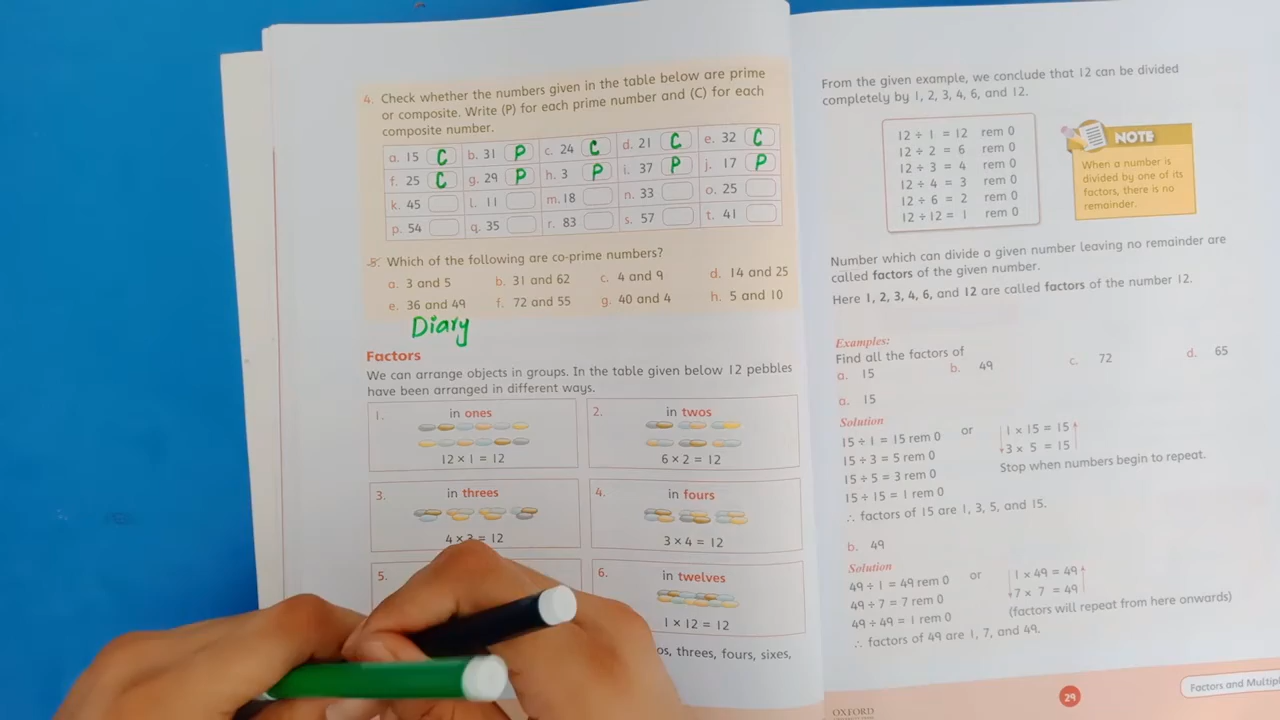 4. Check whether the numbers given in the table below are prime
or composite. Write (P) for each prime number and (C) for each
composite number.
a. 15 C b. 31 P c. 24 C d. 21 C e. 32 C
f. 25 C g. 29 P h. 3 P i. 37 P j. 17 P
k. 45 l. 11 m. 18 n. 33 o. 25
p. 54 q. 35 r. 83 s. 57 t. 41
5. Which of the following are co-prime numbers?
a. 3 and 5 b. 31 and 62 c. 4 and 9 d. 14 and 25
e. 36 and 49 f. 72 and 55 g. 40 and 4 h. 5 and 10
Diary
Factors
We can arrange objects in groups. In the table given below 12 pebbles
have been arranged in different ways.
1. in ones
12 × 1 = 12
2. in twos
6 × 2 = 12
3. in threes
4 × 3 = 12
4. in fours
3 × 4 = 12
5.
6. in twelves
1 × 12 = 12
threes, fours, sixes,
From the given example, we conclude that 12 can be divided
completely by 1, 2, 3, 4, 6, and 12.
12 ÷ 1 = 12 rem 0
12 ÷ 2 = 6 rem 0
12 ÷ 3 = 4 rem 0
12 ÷ 4 = 3 rem 0
12 ÷ 6 = 2 rem 0
12 ÷ 12 = 1 rem 0
NOTE
When a number is
divided by one of its
factors, there is no
remainder.
Number which can divide a given number leaving no remainder are
called factors of the given number.
Here 1, 2, 3, 4, 6, and 12 are called factors of the number 12.
Examples:
Find all the factors of
a. 15 b. 49 c. 72 d. 65
a. 15
Solution
15 ÷ 1 = 15 rem 0 or 1 × 15 = 15
15 ÷ 3 = 5 rem 0 3 × 5 = 15
15 ÷ 5 = 3 rem 0 Stop when numbers begin to repeat.
15 ÷ 15 = 1 rem 0
∴ factors of 15 are 1, 3, 5, and 15.
b. 49
Solution
49 ÷ 1 = 49 rem 0 or 1 × 49 = 49
49 ÷ 7 = 7 rem 0 7 × 7 = 49
49 ÷ 49 = 1 rem 0 (factors will repeat from here onwards)
∴ factors of 49 are 1, 7, and 49.
OXFORD
29
Factors and